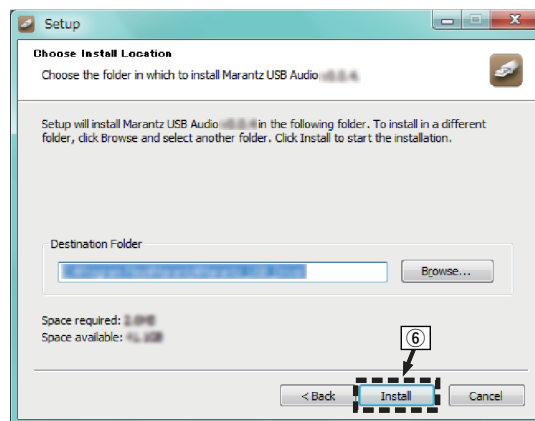 Setup
Choose Install Location
Choose the folder in which to install Marantz USB Audio
Setup will install Marantz USB Audio in the following folder. To install in a different
folder, click Browse and select another folder. Click Install to start the installation.
Destination Folder
Browse...
Space required:
Space available:
⑥
< Back Install Cancel